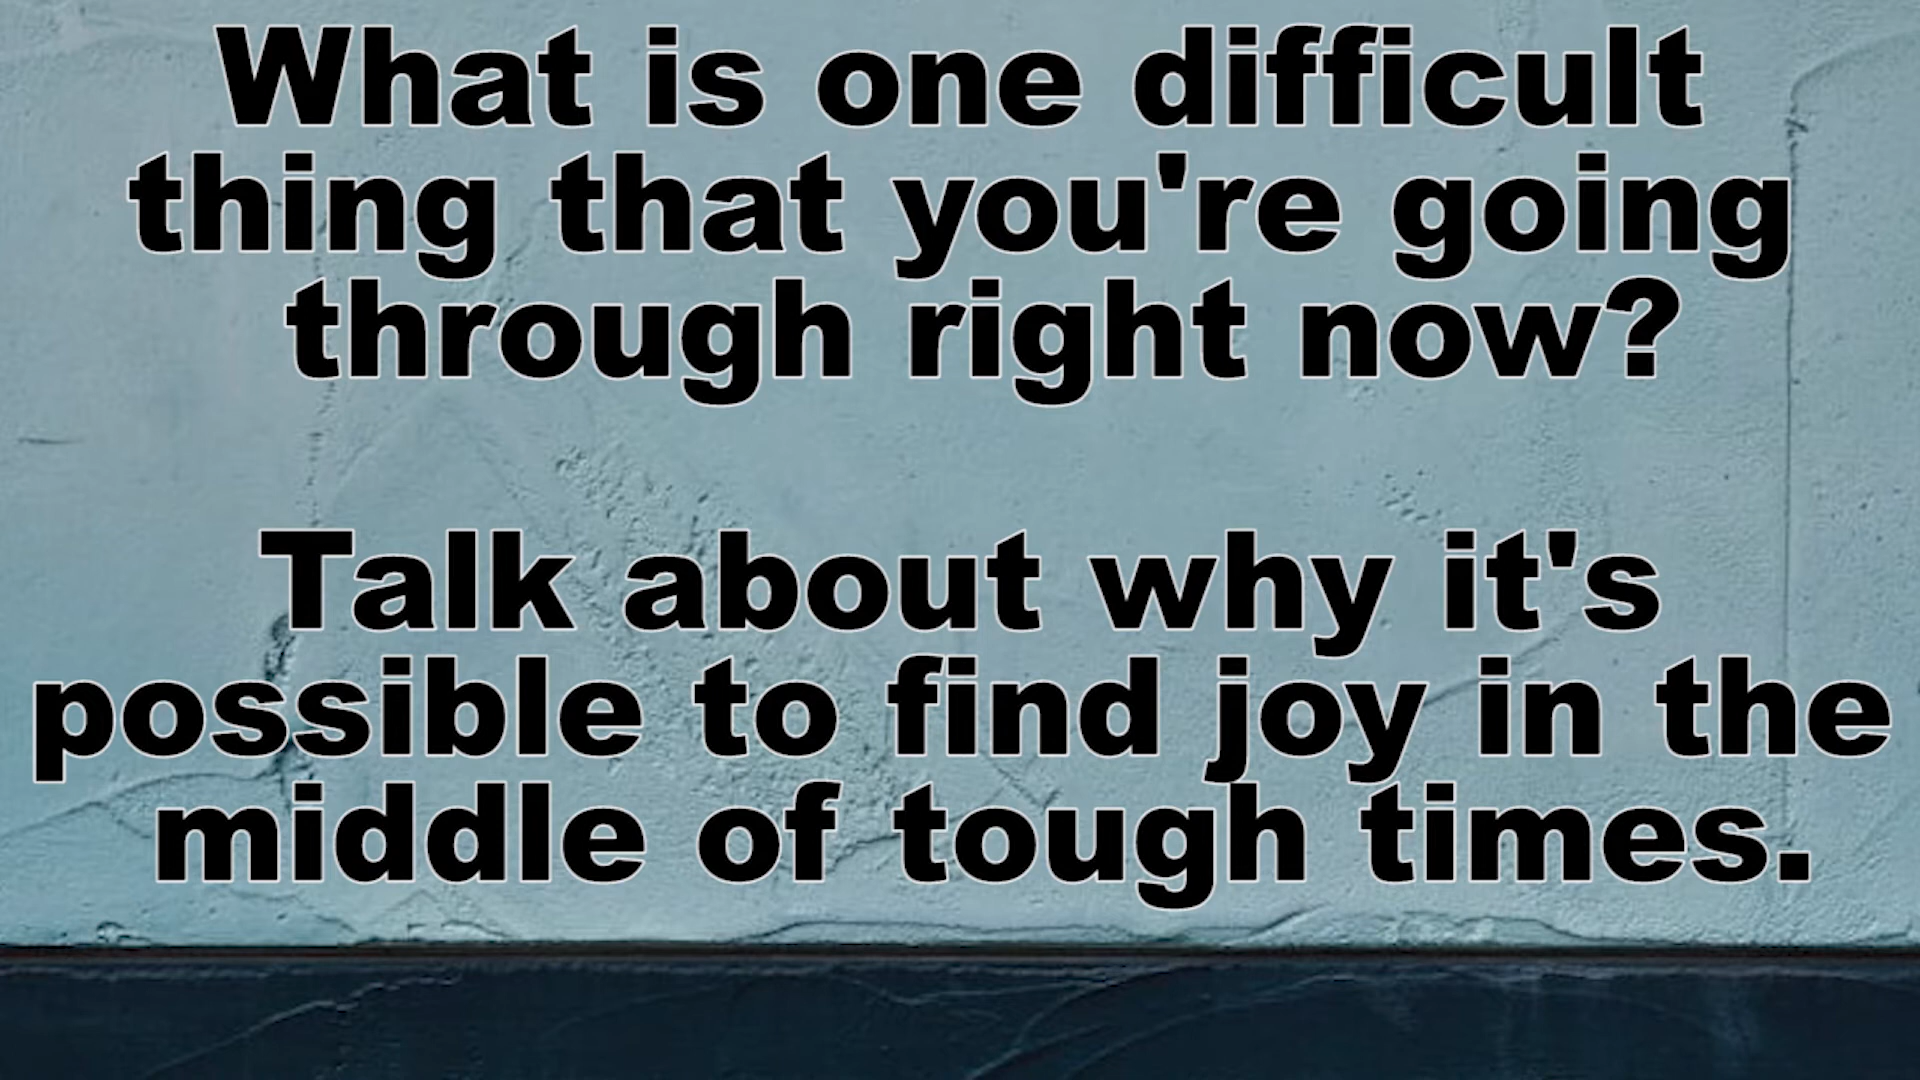 What is one difficult
thing that you're going
through right now?
Talk about why it's
possible to find joy in the
middle of tough times.